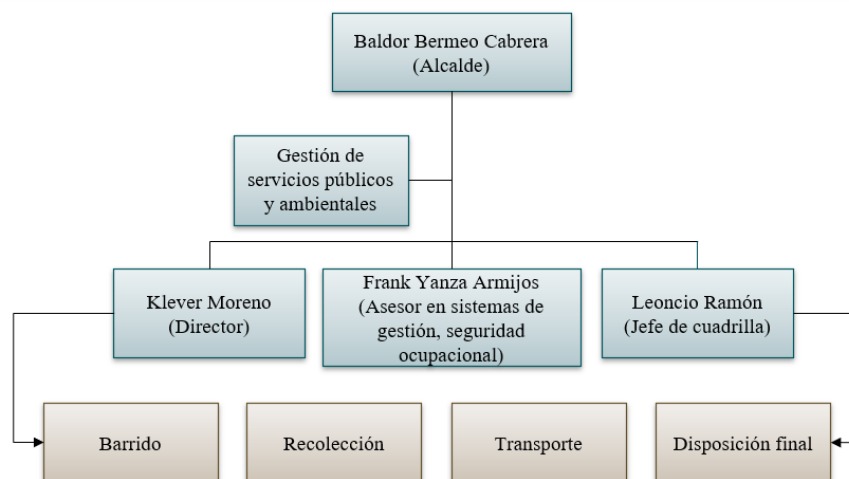 Baldor Bermeo Cabrera
(Alcalde)
Gestión de
servicios públicos
y ambientales
Klever Moreno
(Director)
Frank Yanza Armijos
(Asesor en sistemas de
gestión, seguridad
ocupacional)
Leoncio Ramón
(Jefe de cuadrilla)
Barrido
Recolección
Transporte
Disposición final